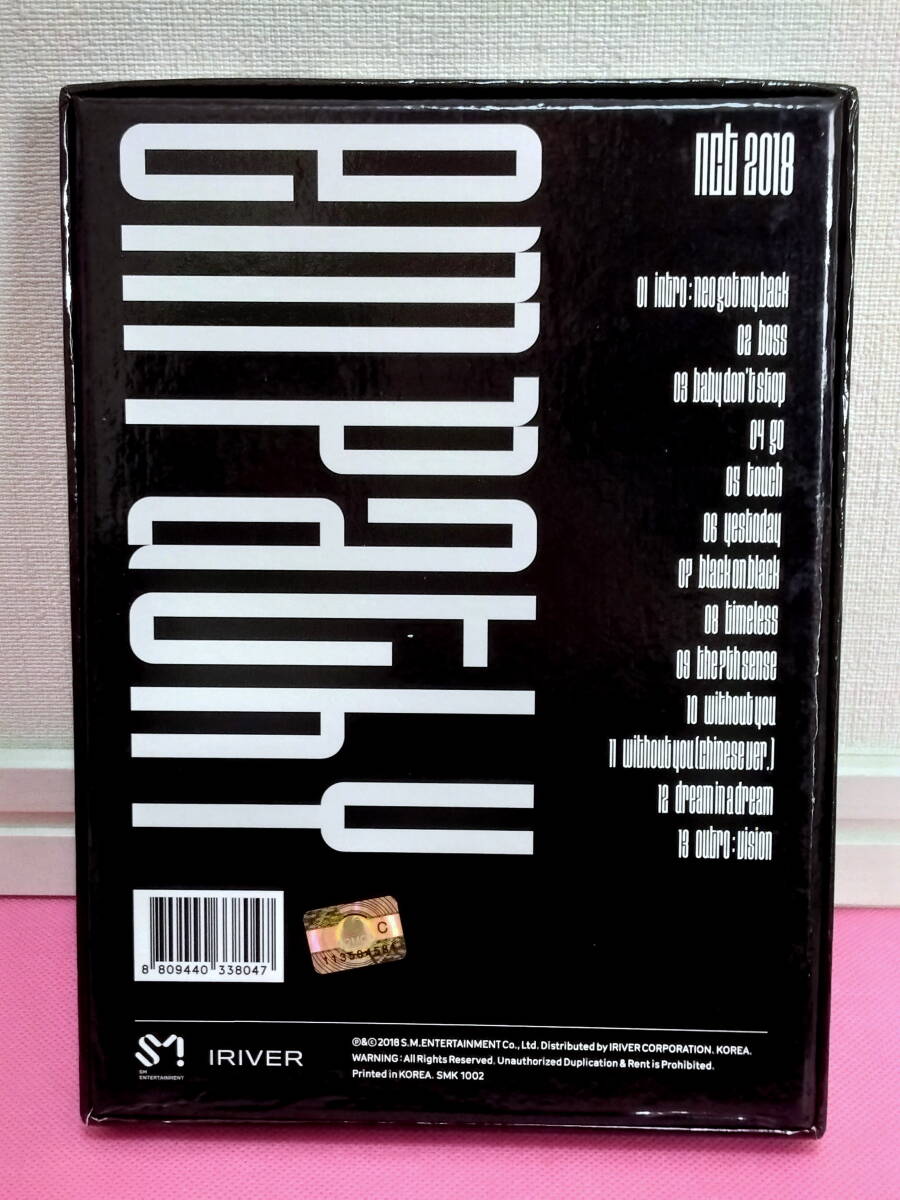 empathy
nct 2018
01 intro: neo got my back
02 boss
03 baby don't stop
04 go
05 touch
06 yestoday
07 black on black
08 timeless
09 the 7th sense
10 without you
11 without you (chinese ver.)
12 dream in a dream
13 outro: vision
8 809440 338047
C
113584584
SM
SM
ENTERTAINMENT
IRIVER
℗&© 2018 S.M.ENTERTAINMENT Co., Ltd. Distributed by IRIVER CORPORATION. KOREA.
WARNING: All Rights Reserved. Unauthorized Duplication & Rent is Prohibited.
Printed in KOREA. SMK 1002